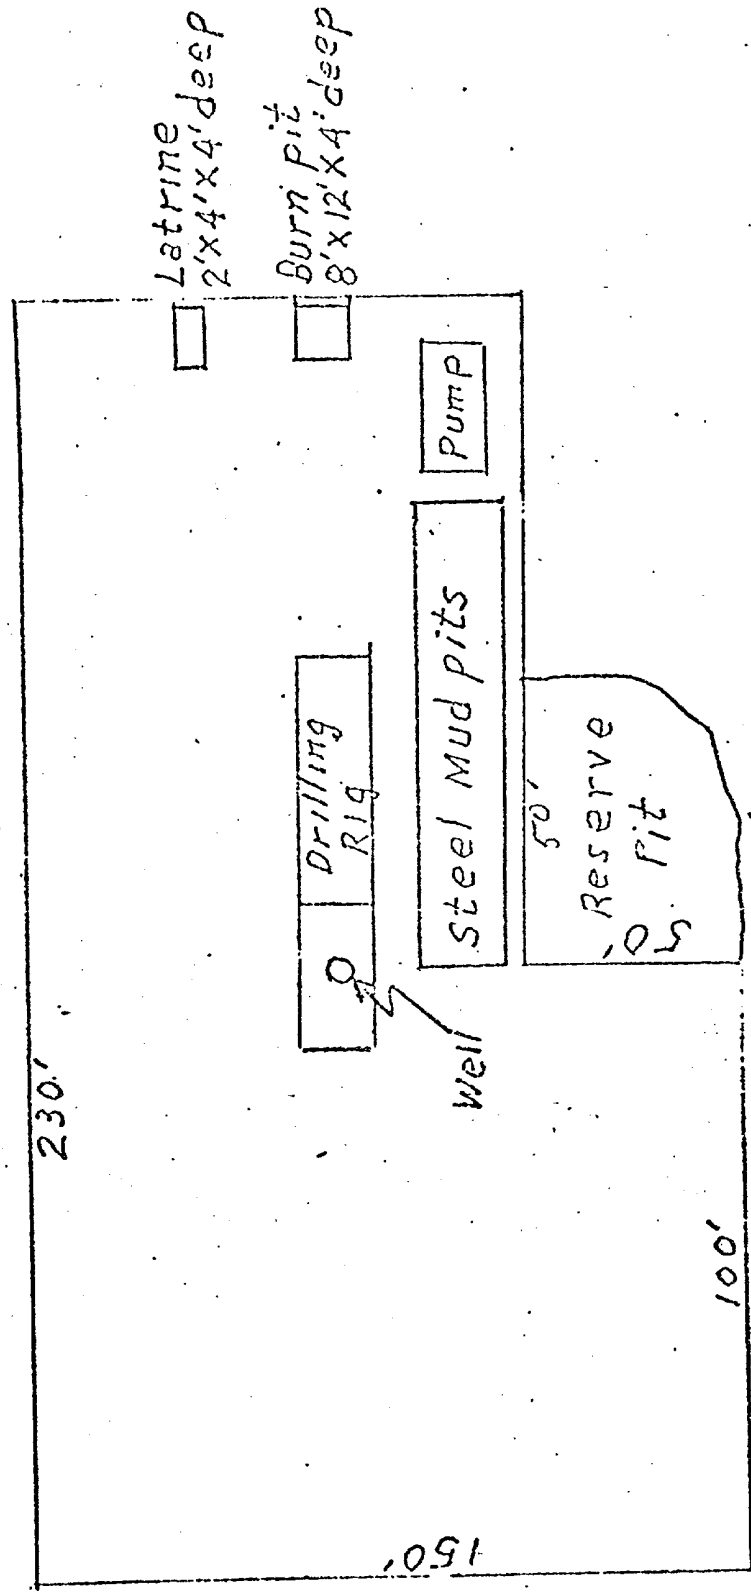 230.'
Latrine
2'x4'x4' deep
Burn pit
8'x12'x4' deep
Drilling
Rig
Pump
Steel Mud pits
Well
50'
Reserve
Pit
50'
100'
150'